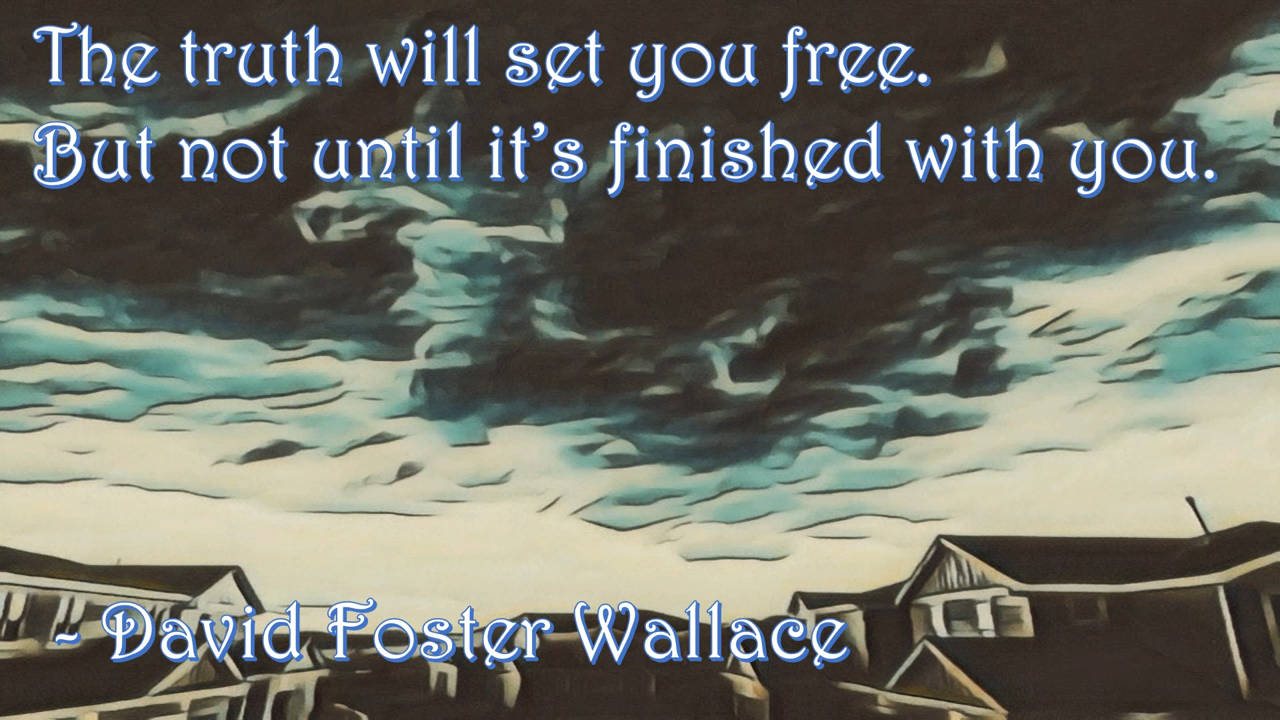 The truth will set you free.
But not until it’s finished with you.
~ David Foster Wallace